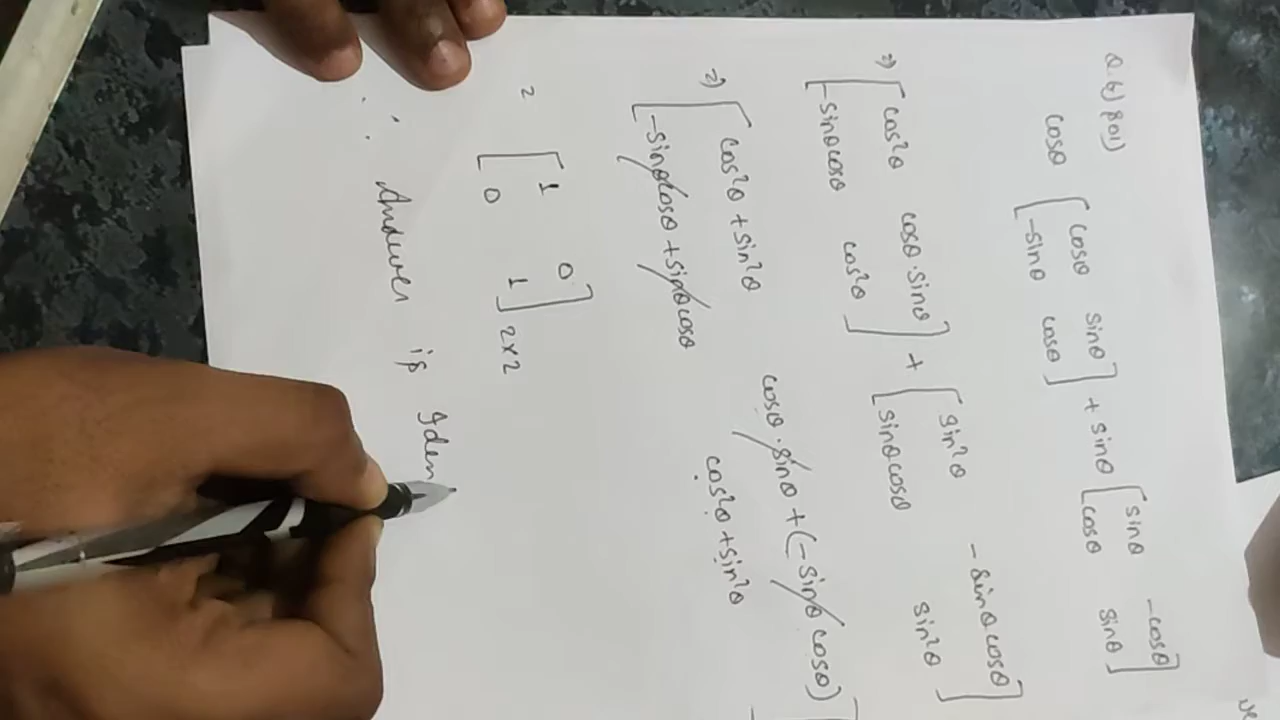 Q.6) Sol)
cosθ [ cosθ sinθ ] + sinθ [ sinθ -cosθ ]
[ -sinθ cosθ ] [ cosθ sinθ ]
=) [ cos²θ cosθ.sinθ ] + [ sin²θ -sinθcosθ ]
[ -sinθcosθ cos²θ ] [ sinθcosθ sin²θ ]
=) [ cos²θ + sin²θ cosθ.sinθ + (-sinθ cosθ) ]
[ -sinθcosθ + sinθcosθ cos²θ + sin²θ
= [ 1 0 ]
[ 0 1 ] 2x2
∴ Answer is Iden